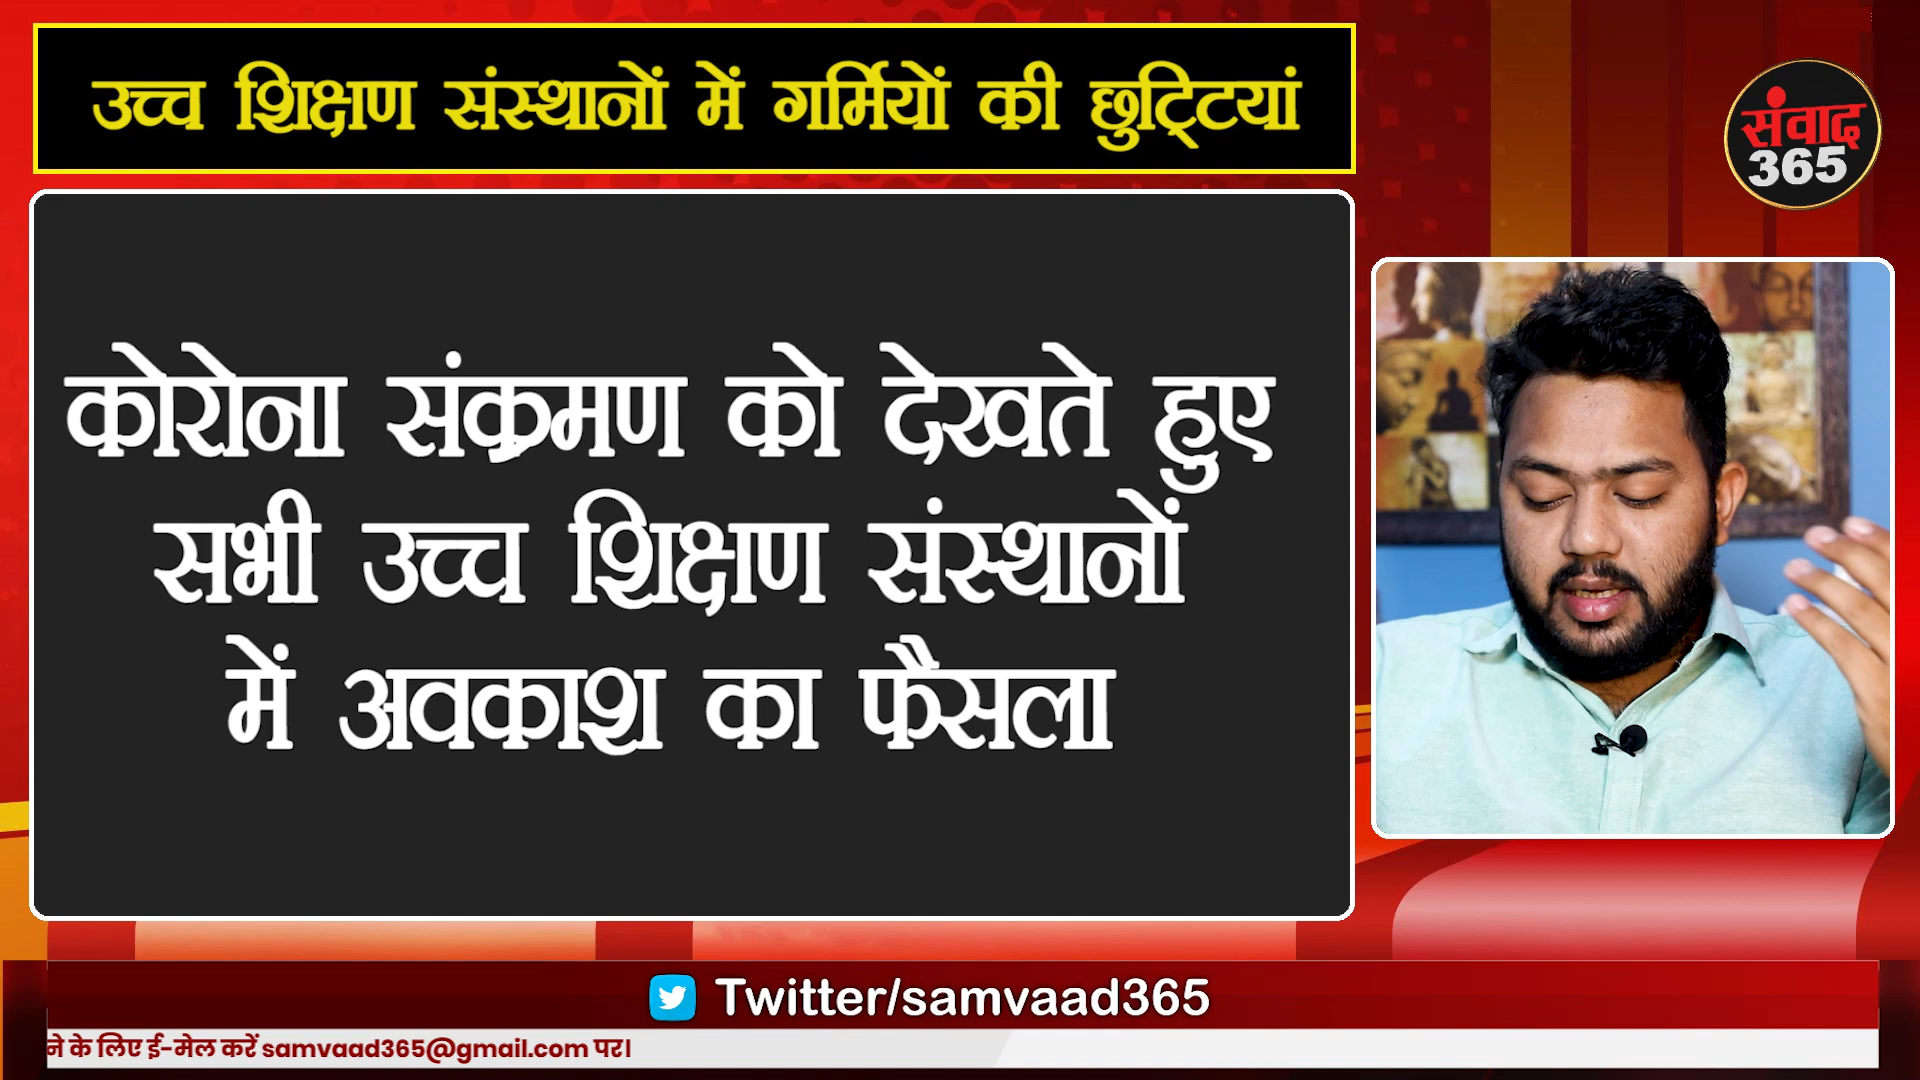 उच्च शिक्षण संस्थानों में गर्मियों की छुट्टियां
संवाद
365
कोरोना संक्रमण को देखते हुए
सभी उच्च शिक्षण संस्थानों
में अवकाश का फैसला
Twitter/samvaad365
ने के लिए ई-मेल करें samvaad365@gmail.com पर।